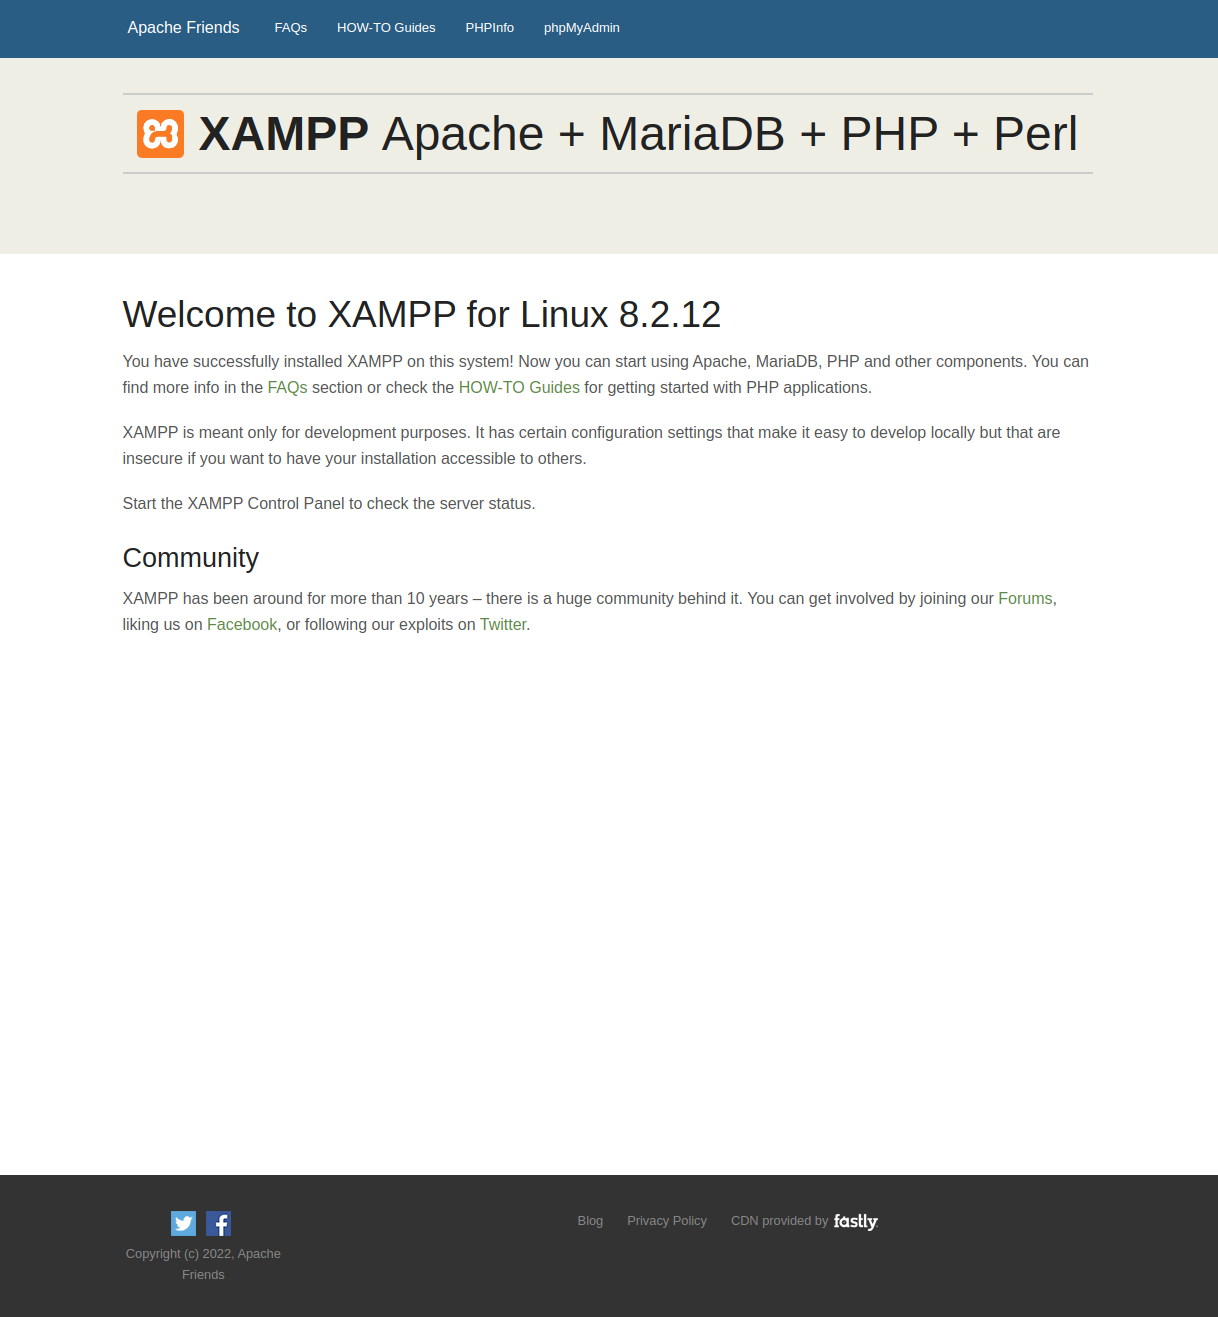 Apache Friends FAQs HOW-TO Guides PHPInfo phpMyAdmin
XAMPP Apache + MariaDB + PHP + Perl
Welcome to XAMPP for Linux 8.2.12
You have successfully installed XAMPP on this system! Now you can start using Apache, MariaDB, PHP and other components. You can
find more info in the FAQs section or check the HOW-TO Guides for getting started with PHP applications.
XAMPP is meant only for development purposes. It has certain configuration settings that make it easy to develop locally but that are
insecure if you want to have your installation accessible to others.
Start the XAMPP Control Panel to check the server status.
Community
XAMPP has been around for more than 10 years – there is a huge community behind it. You can get involved by joining our Forums,
liking us on Facebook, or following our exploits on Twitter.
Blog Privacy Policy CDN provided by fastly
Copyright (c) 2022, Apache
Friends